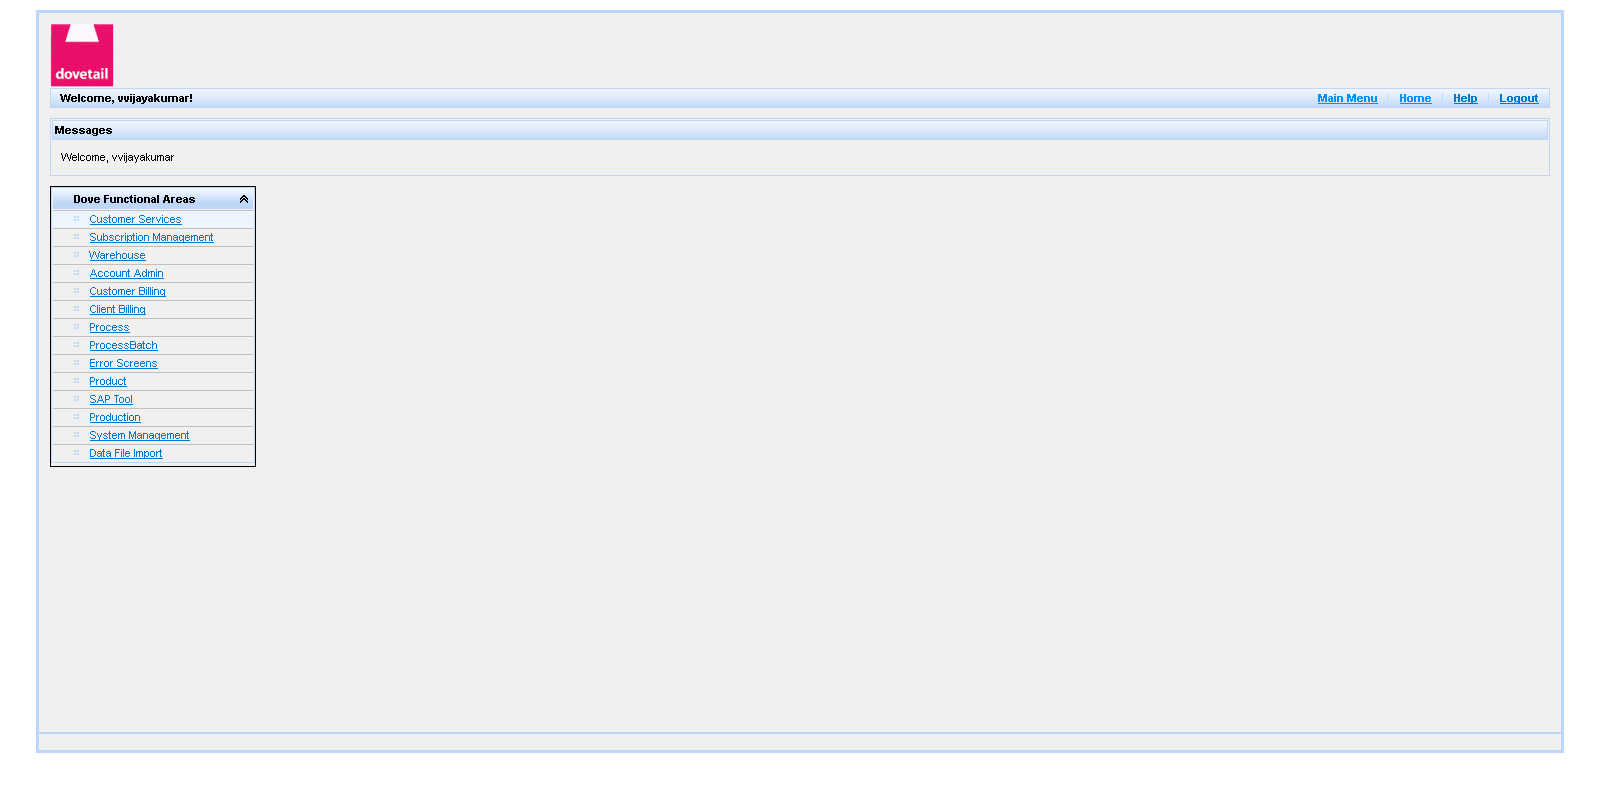 dovetail
Welcome, vvijayakumar!
Main Menu Home Help Logout
Messages
Welcome, vvijayakumar
Dove Functional Areas
Customer Services
Subscription Management
Warehouse
Account Admin
Customer Billing
Client Billing
Process
ProcessBatch
Error Screens
Product
SAP Tool
Production
System Management
Data File Import